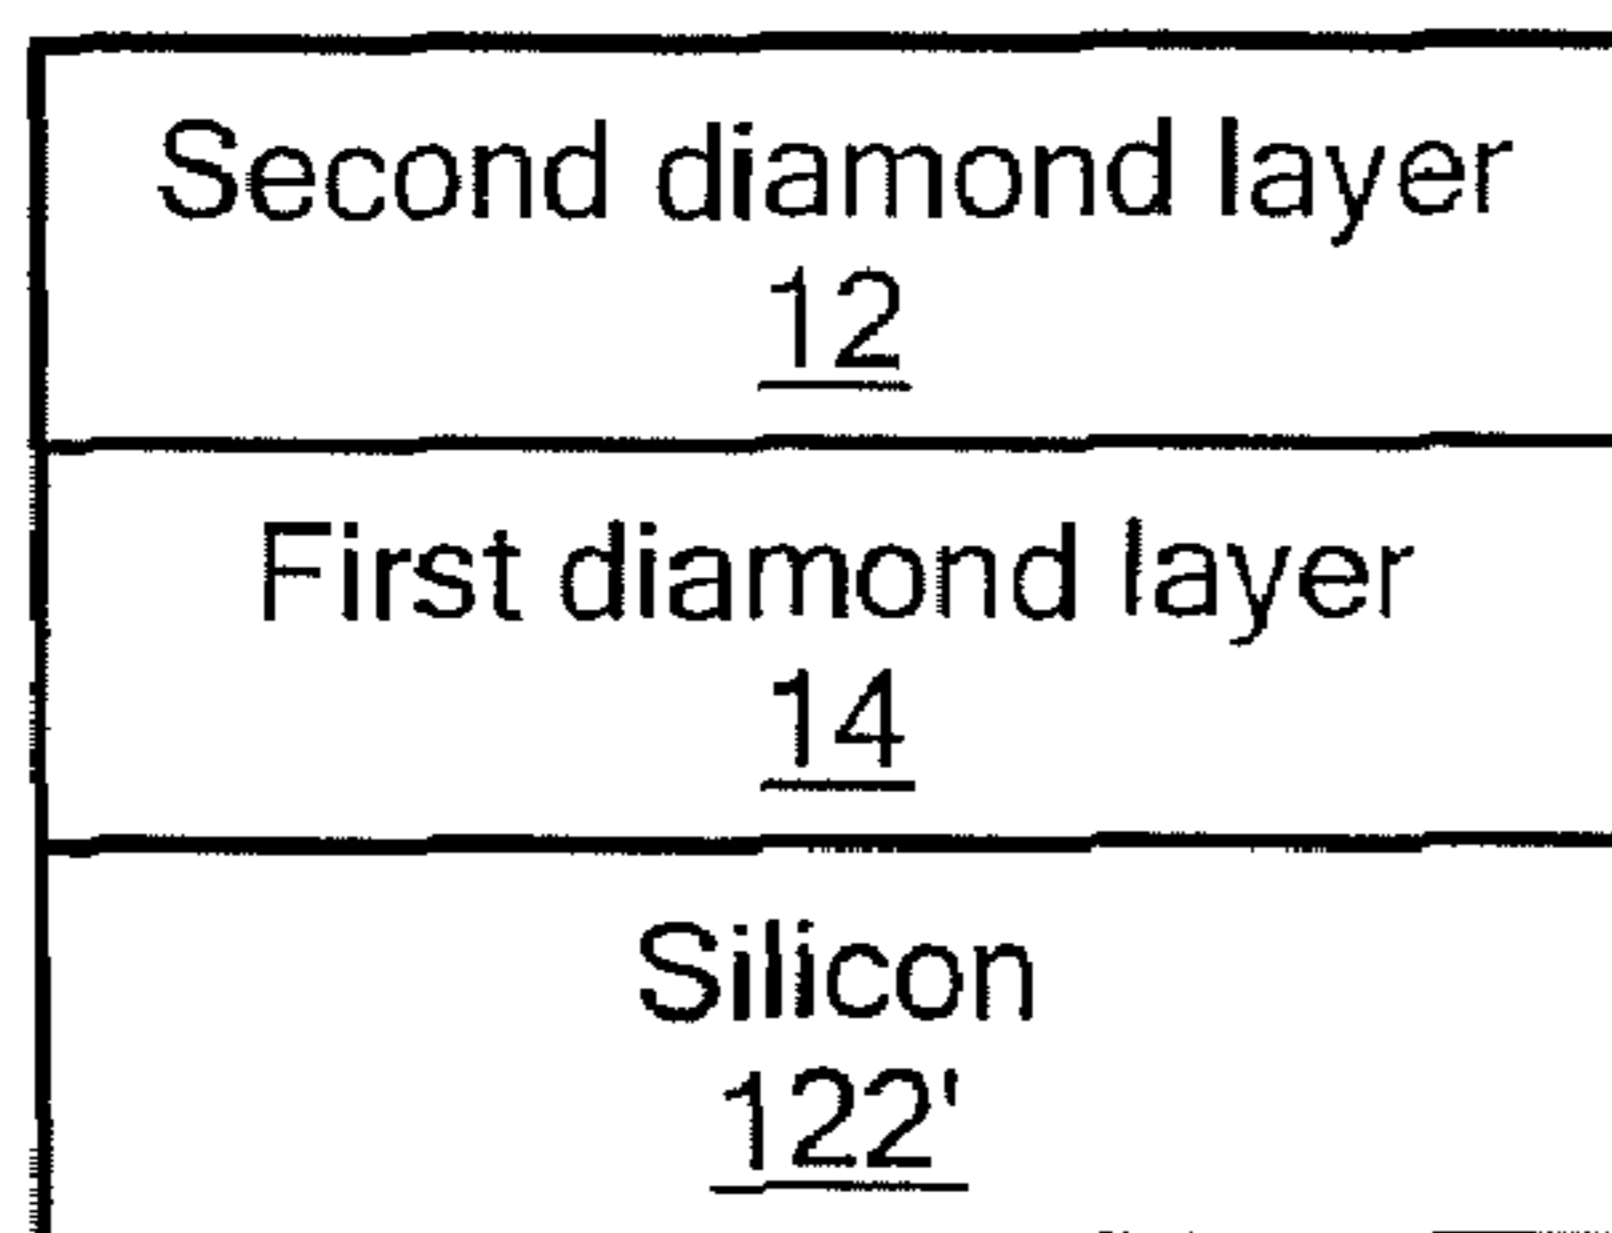 Second diamond layer
12
First diamond layer
14
Silicon
122'